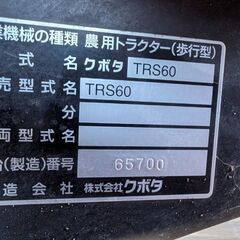 業機械の種類 農用トラクター(歩行型)
式名 クボタ TRS60
売型式名 TRS60
両型式名
(製造)番号 65700
造会社 株式会社クボタ